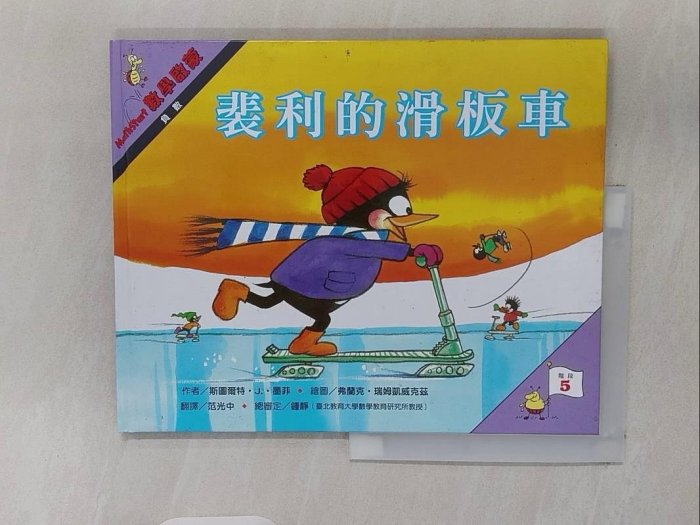 MathStart 數學啟蒙
負數
裴利的滑板車
作者/斯圖爾特·J.·墨菲 ◆ 繪圖/弗蘭克·瑞姆凱威克茲
翻譯/范光中 ◆ 總審定/鍾靜(臺北教育大學數學教育研究所教授)
階段
5